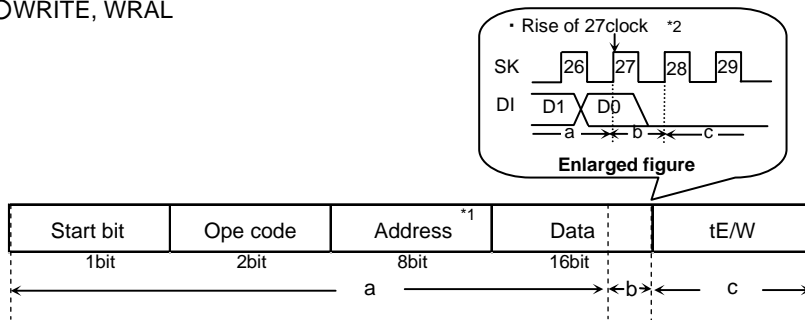 ○WRITE, WRAL
・Rise of 27clock *2
SK 26 27 28 29
DI D1 D0
a b c
Enlarged figure
Start bit Ope code Address *1 Data tE/W
1bit 2bit 8bit 16bit
a b c